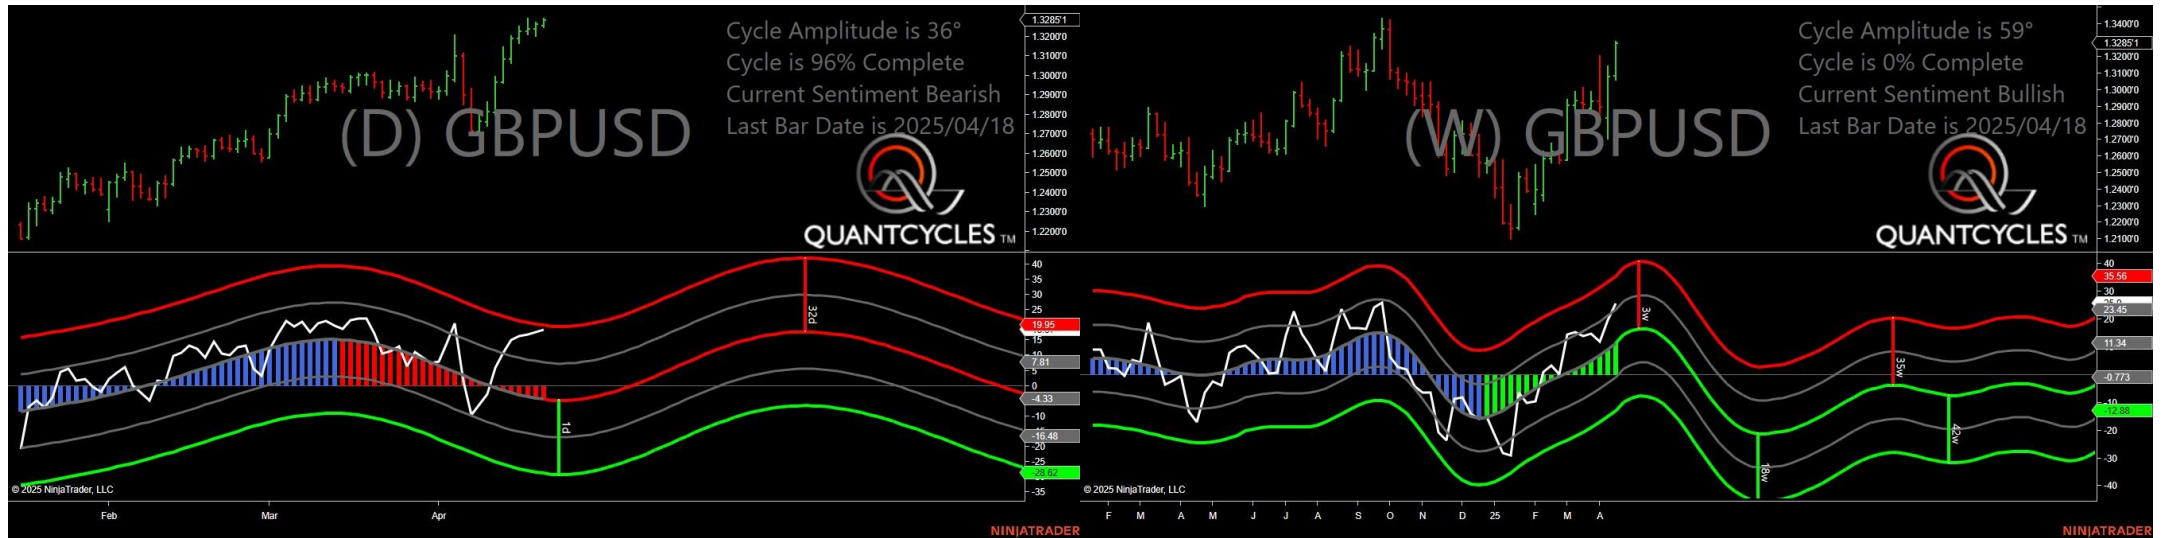 Cycle Amplitude is 36°
Cycle is 96% Complete
Current Sentiment Bearish
Last Bar Date is 2025/04/18
(D) GBPUSD
QUANTCYCLES TM
1.3285'1
1.3200'0
1.3100'0
1.3000'0
1.2900'0
1.2800'0
1.2700'0
1.2600'0
1.2500'0
1.2400'0
1.2300'0
1.2200'0
40
35
30
25
19.95
15
10
7.81
5
0
-4.33
-10
-16.48
-20
-25
-28.62
-35
32d
1d
© 2025 NinjaTrader, LLC
Feb Mar Apr
NINJATRADER
Cycle Amplitude is 59°
Cycle is 0% Complete
Current Sentiment Bullish
Last Bar Date is 2025/04/18
(W) GBPUSD
QUANTCYCLES TM
1.3400'0
1.3285'1
1.3200'0
1.3100'0
1.3000'0
1.2900'0
1.2800'0
1.2700'0
1.2600'0
1.2500'0
1.2400'0
1.2300'0
1.2200'0
1.2100'0
40
35.56
30
23.45
20
11.34
-0.773
-10
-12.88
-20
-30
-40
3w
18w
35w
42w
© 2025 NinjaTrader, LLC
F M A M J J A S O N D 25 F M A
NINJATRADER